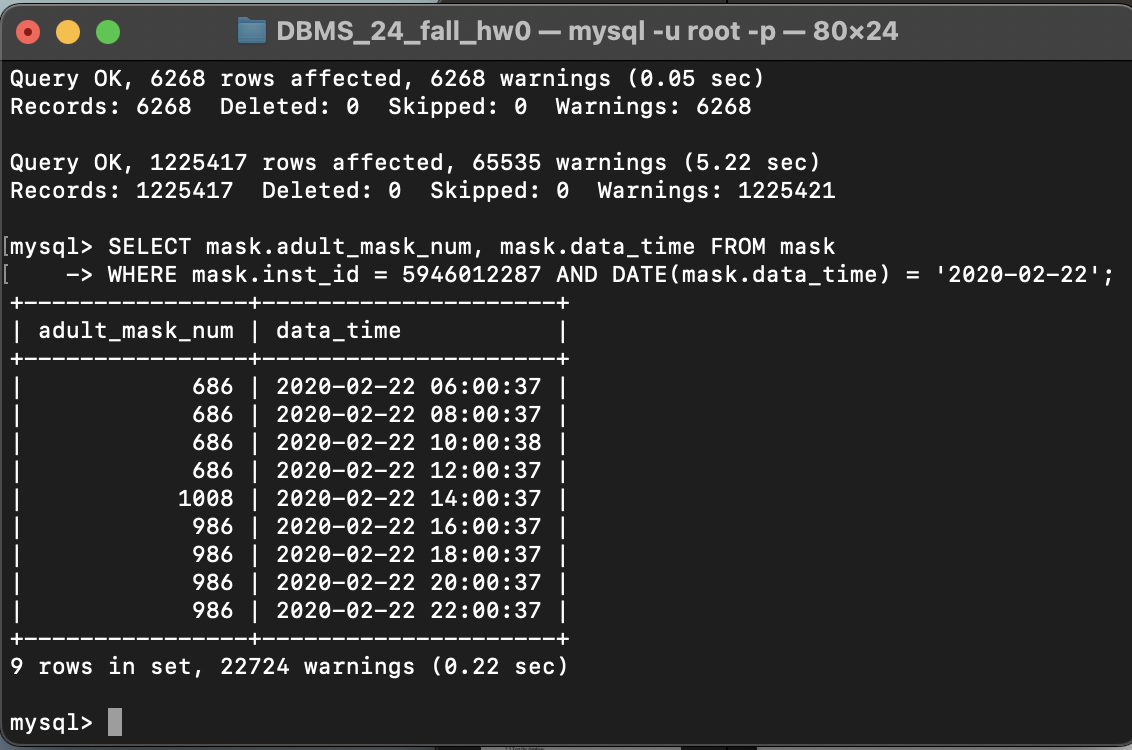 DBMS_24_fall_hw0 — mysql -u root -p — 80×24
Query OK, 6268 rows affected, 6268 warnings (0.05 sec)
Records: 6268  Deleted: 0  Skipped: 0  Warnings: 6268

Query OK, 1225417 rows affected, 65535 warnings (5.22 sec)
Records: 1225417  Deleted: 0  Skipped: 0  Warnings: 1225421

[mysql> SELECT mask.adult_mask_num, mask.data_time FROM mask
[    -> WHERE mask.inst_id = 5946012287 AND DATE(mask.data_time) = '2020-02-22';
+----------------+---------------------+
| adult_mask_num | data_time           |
+----------------+---------------------+
|            686 | 2020-02-22 06:00:37 |
|            686 | 2020-02-22 08:00:37 |
|            686 | 2020-02-22 10:00:38 |
|            686 | 2020-02-22 12:00:37 |
|           1008 | 2020-02-22 14:00:37 |
|            986 | 2020-02-22 16:00:37 |
|            986 | 2020-02-22 18:00:37 |
|            986 | 2020-02-22 20:00:37 |
|            986 | 2020-02-22 22:00:37 |
+----------------+---------------------+
9 rows in set, 22724 warnings (0.22 sec)

mysql>